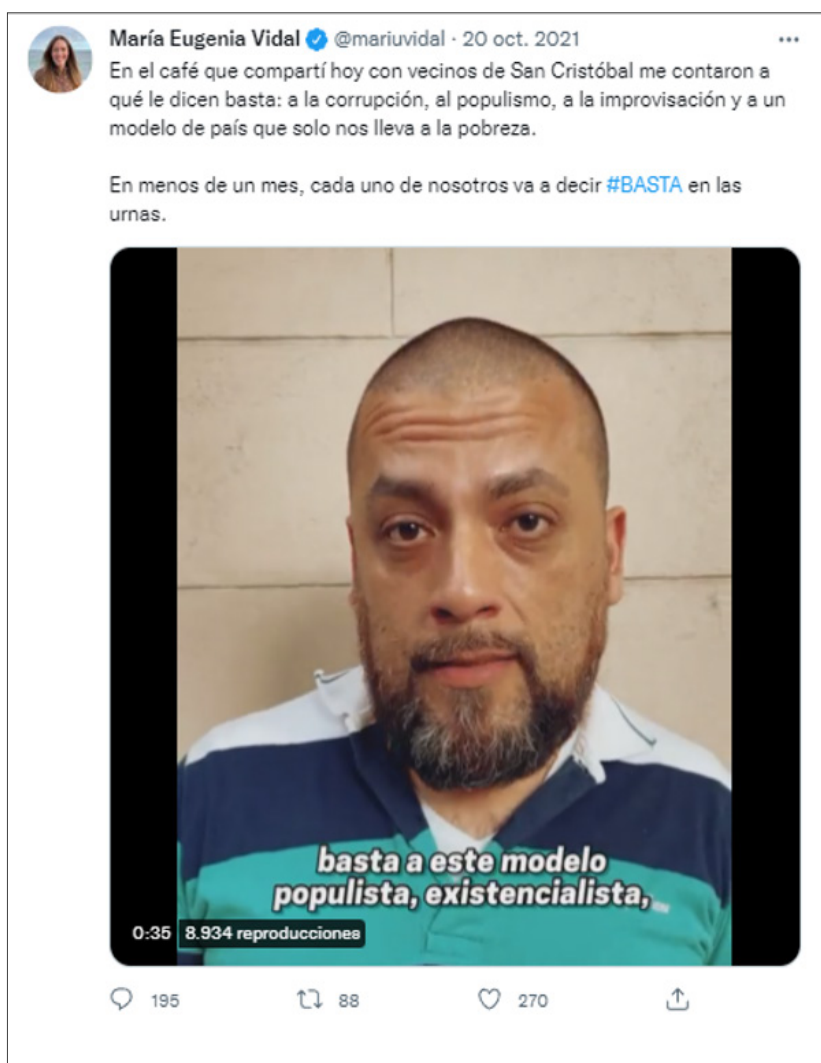 María Eugenia Vidal @mariuvidal · 20 oct. 2021
En el café que compartí hoy con vecinos de San Cristóbal me contaron a
qué le dicen basta: a la corrupción, al populismo, a la improvisación y a un
modelo de país que solo nos lleva a la pobreza.
En menos de un mes, cada uno de nosotros va a decir #BASTA en las
urnas.
basta a este modelo
populista, existencialista,
0:35 8.934 reproducciones
195 88 270